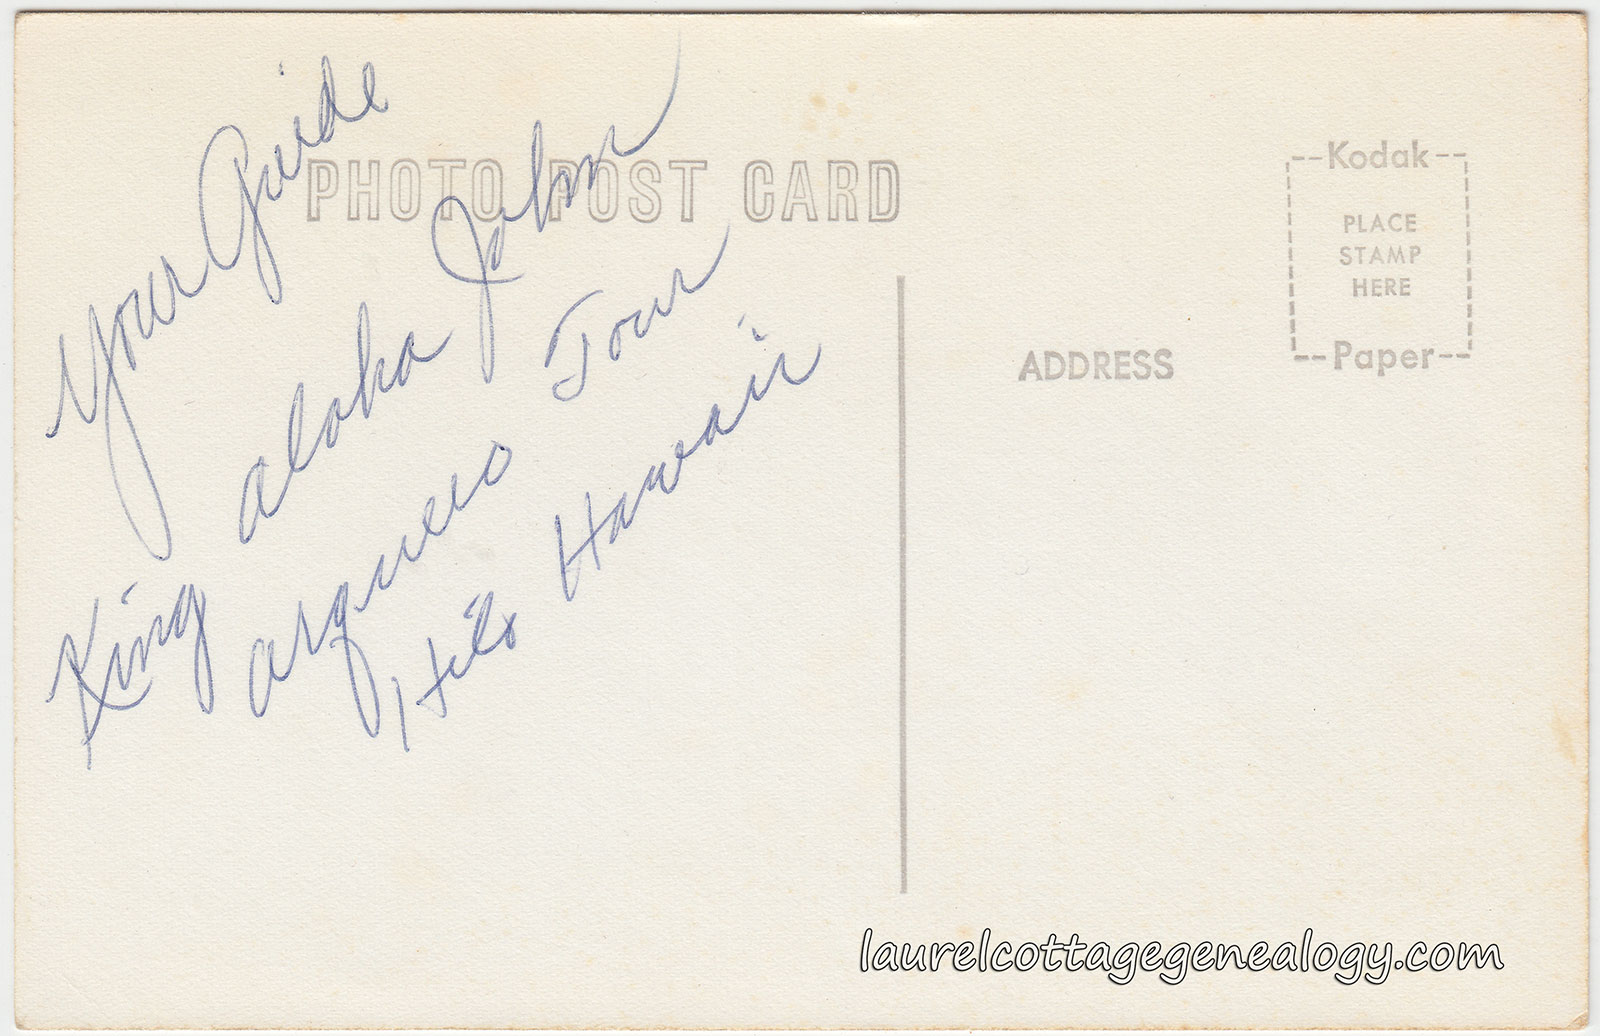 Your Guide
aloha John
King arquero Tour
Hilo Hawaii
PHOTO POST CARD
ADDRESS
Kodak
PLACE
STAMP
HERE
Paper
laurelcottagegenealogy.com